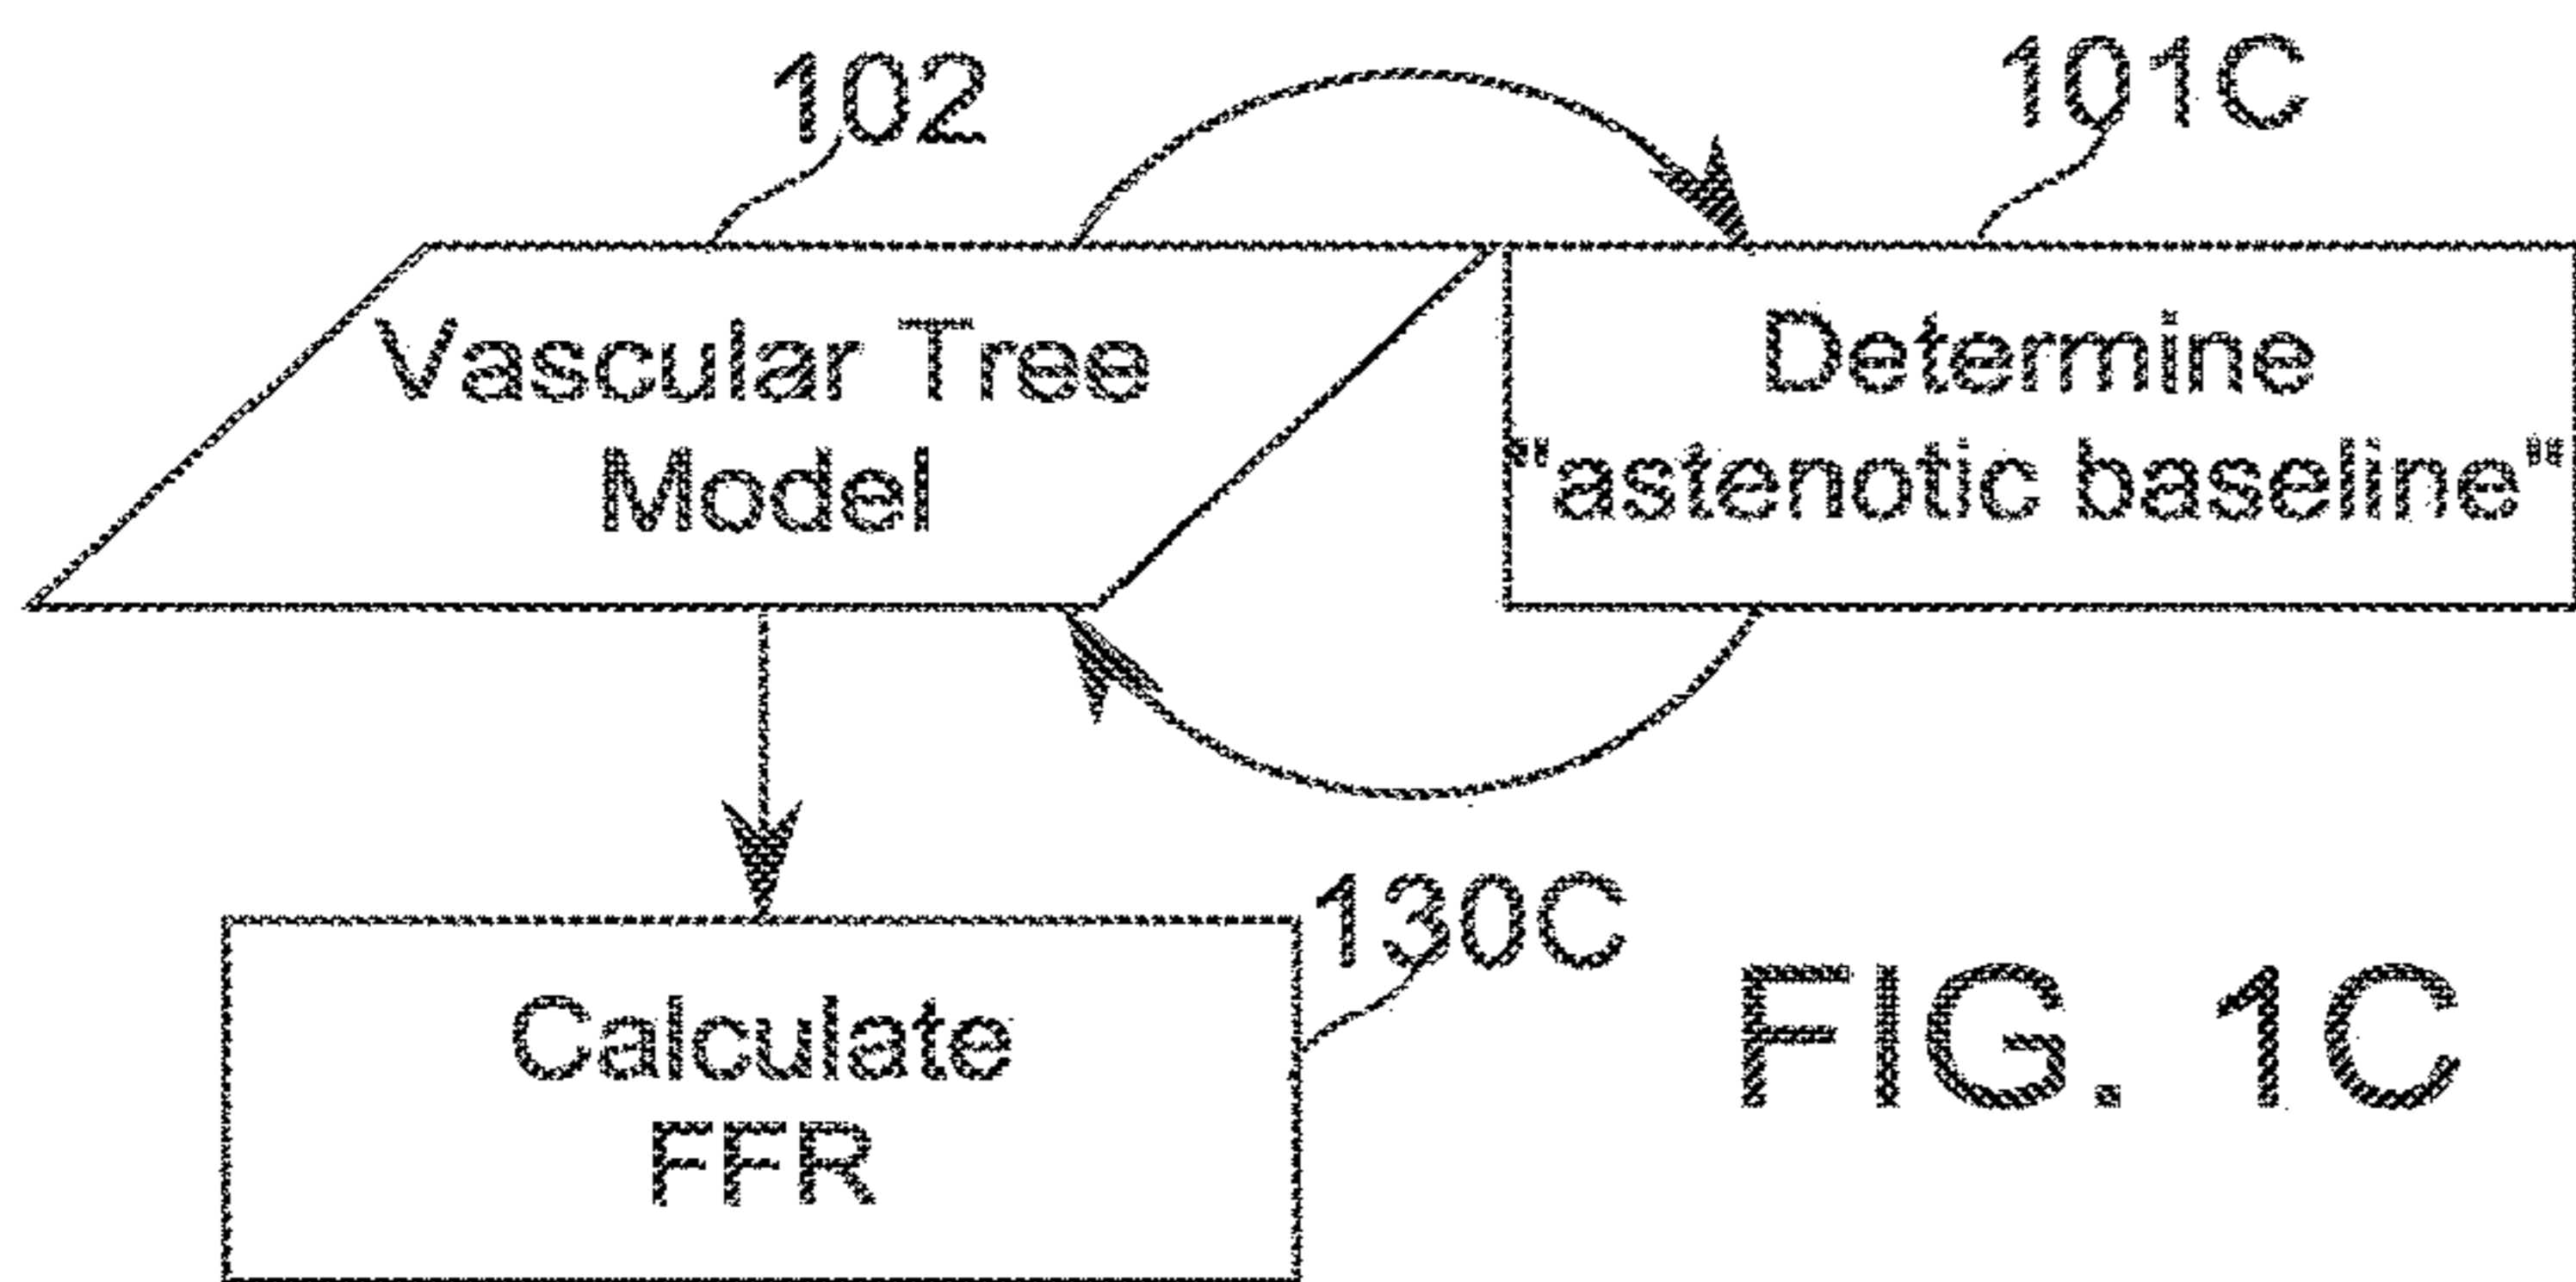 102
101C
Vascular Tree
Model
Determine
"astenotic baseline"
130C
Calculate
FFR
FIG. 1C